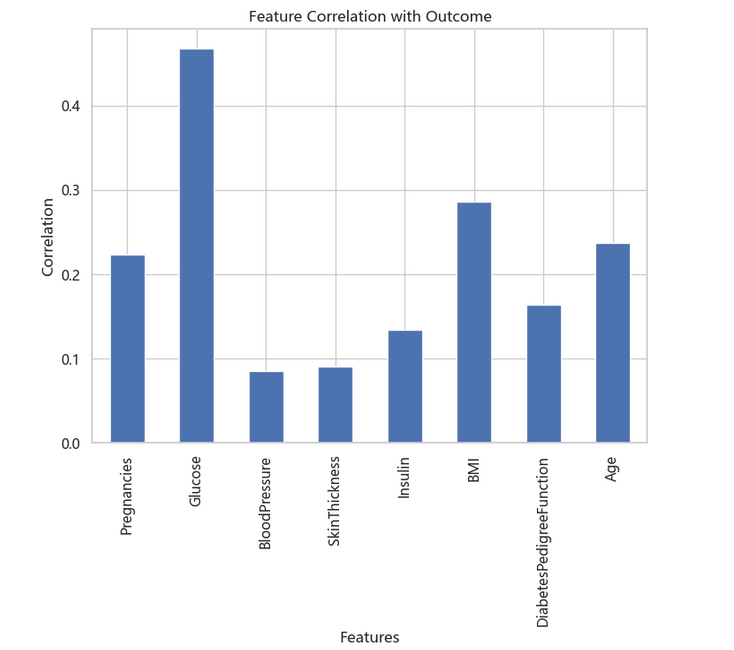 Feature Correlation with Outcome
0.4
0.3
0.2
0.1
0.0
Correlation
Pregnancies
Glucose
BloodPressure
SkinThickness
Insulin
BMI
DiabetesPedigreeFunction
Age
Features